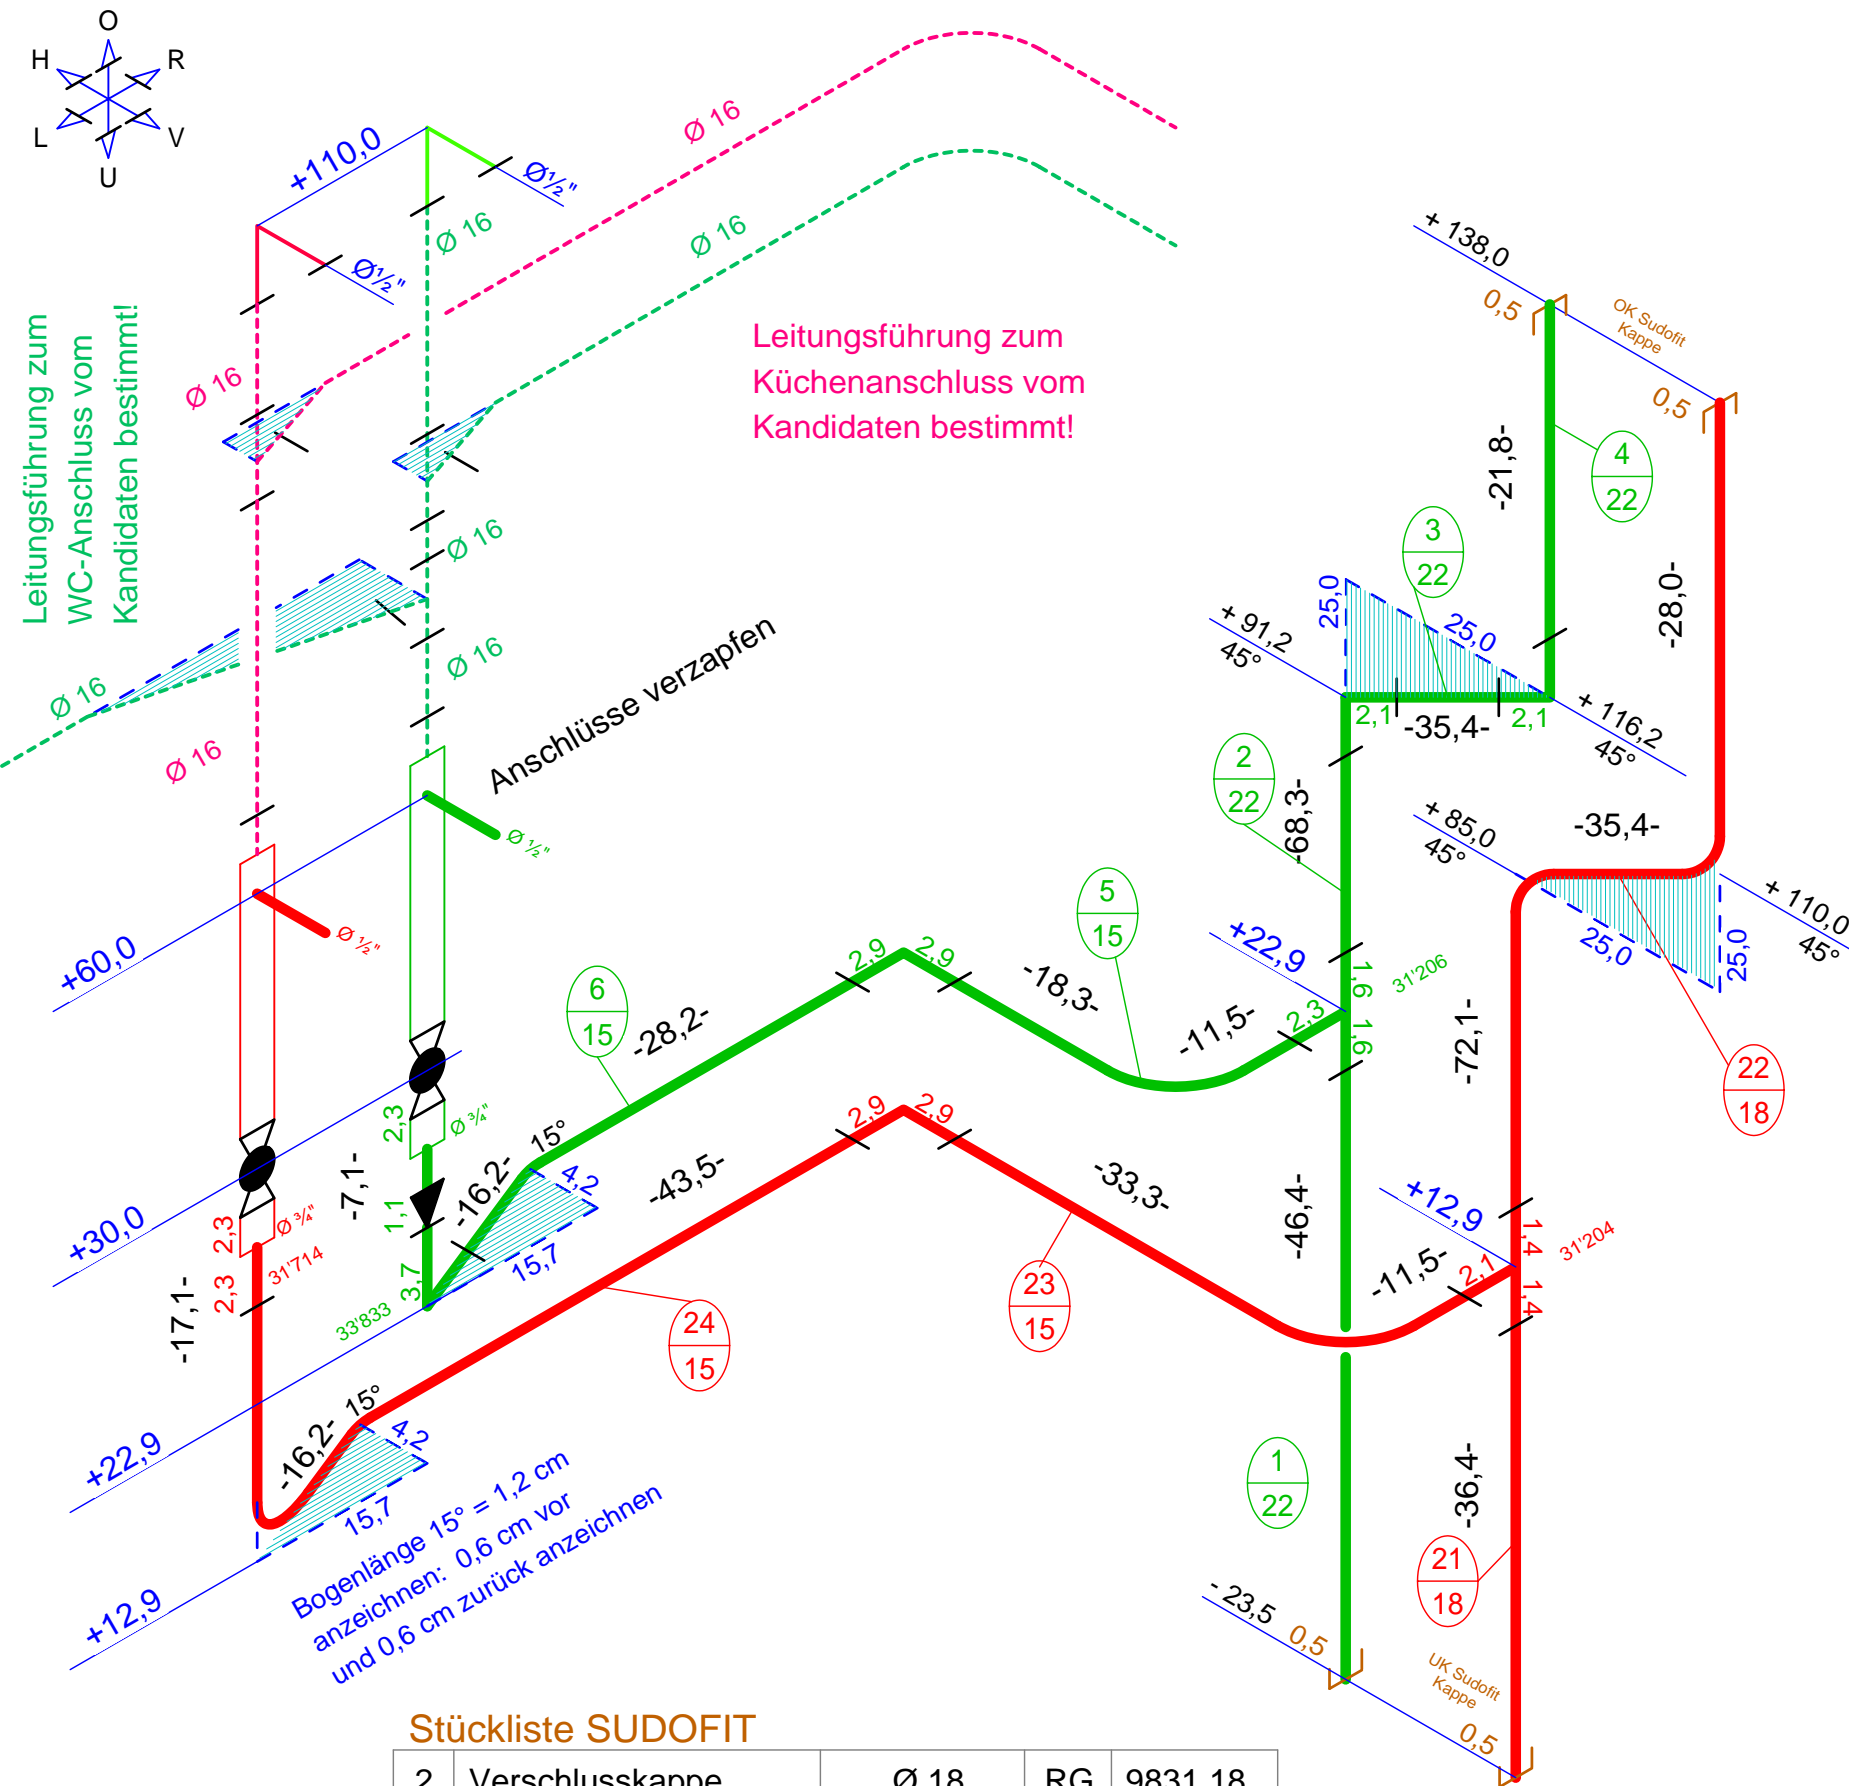 O
H
R
L
V
U
+110,0
Ø½"
Ø½"
Ø 16
Ø 16
Ø 16
Ø 16
Leitungsführung zum
WC-Anschluss vom
Kandidaten bestimmt!
Leitungsführung zum
Küchenanschluss vom
Kandidaten bestimmt!
Ø 16
Ø 16
Ø 16
Ø 16
Anschlüsse verzapfen
Ø ½"
Ø ½"
+60,0
+30,0
+22,9
+12,9
2,3
Ø ¾"
2,3
31'714
-17,1-
2,3
Ø ¾"
-7,1-
1,1
3,7
33'833
-16,2-
15°
4,2
15,7
-16,2-
15°
4,2
15,7
Bogenlänge 15° = 1,2 cm
anzeichnen: 0,6 cm vor
und 0,6 cm zurück anzeichnen
6
15
-28,2-
2,9
2,9
-18,3-
5
15
-11,5-
2,3
+22,9
1,6
1,6
31'206
-43,5-
24
15
2,9
2,9
-33,3-
23
15
-11,5-
2,1
+12,9
1,4
1,4
31'204
+ 138,0
0,5
OK Sudofit
Kappe
0,5
-21,8-
4
22
3
22
-28,0-
25,0
25,0
+ 91,2
45°
2,1
-35,4-
2,1
+ 116,2
45°
2
22
-68,3-
+ 85,0
45°
-35,4-
+ 110,0
45°
25,0
25,0
22
18
-72,1-
-46,4-
-36,4-
1
22
21
18
- 23,5
0,5
UK Sudofit
Kappe
0,5
Stückliste SUDOFIT
2 Verschlusskappe Ø 18 RG 9831.18